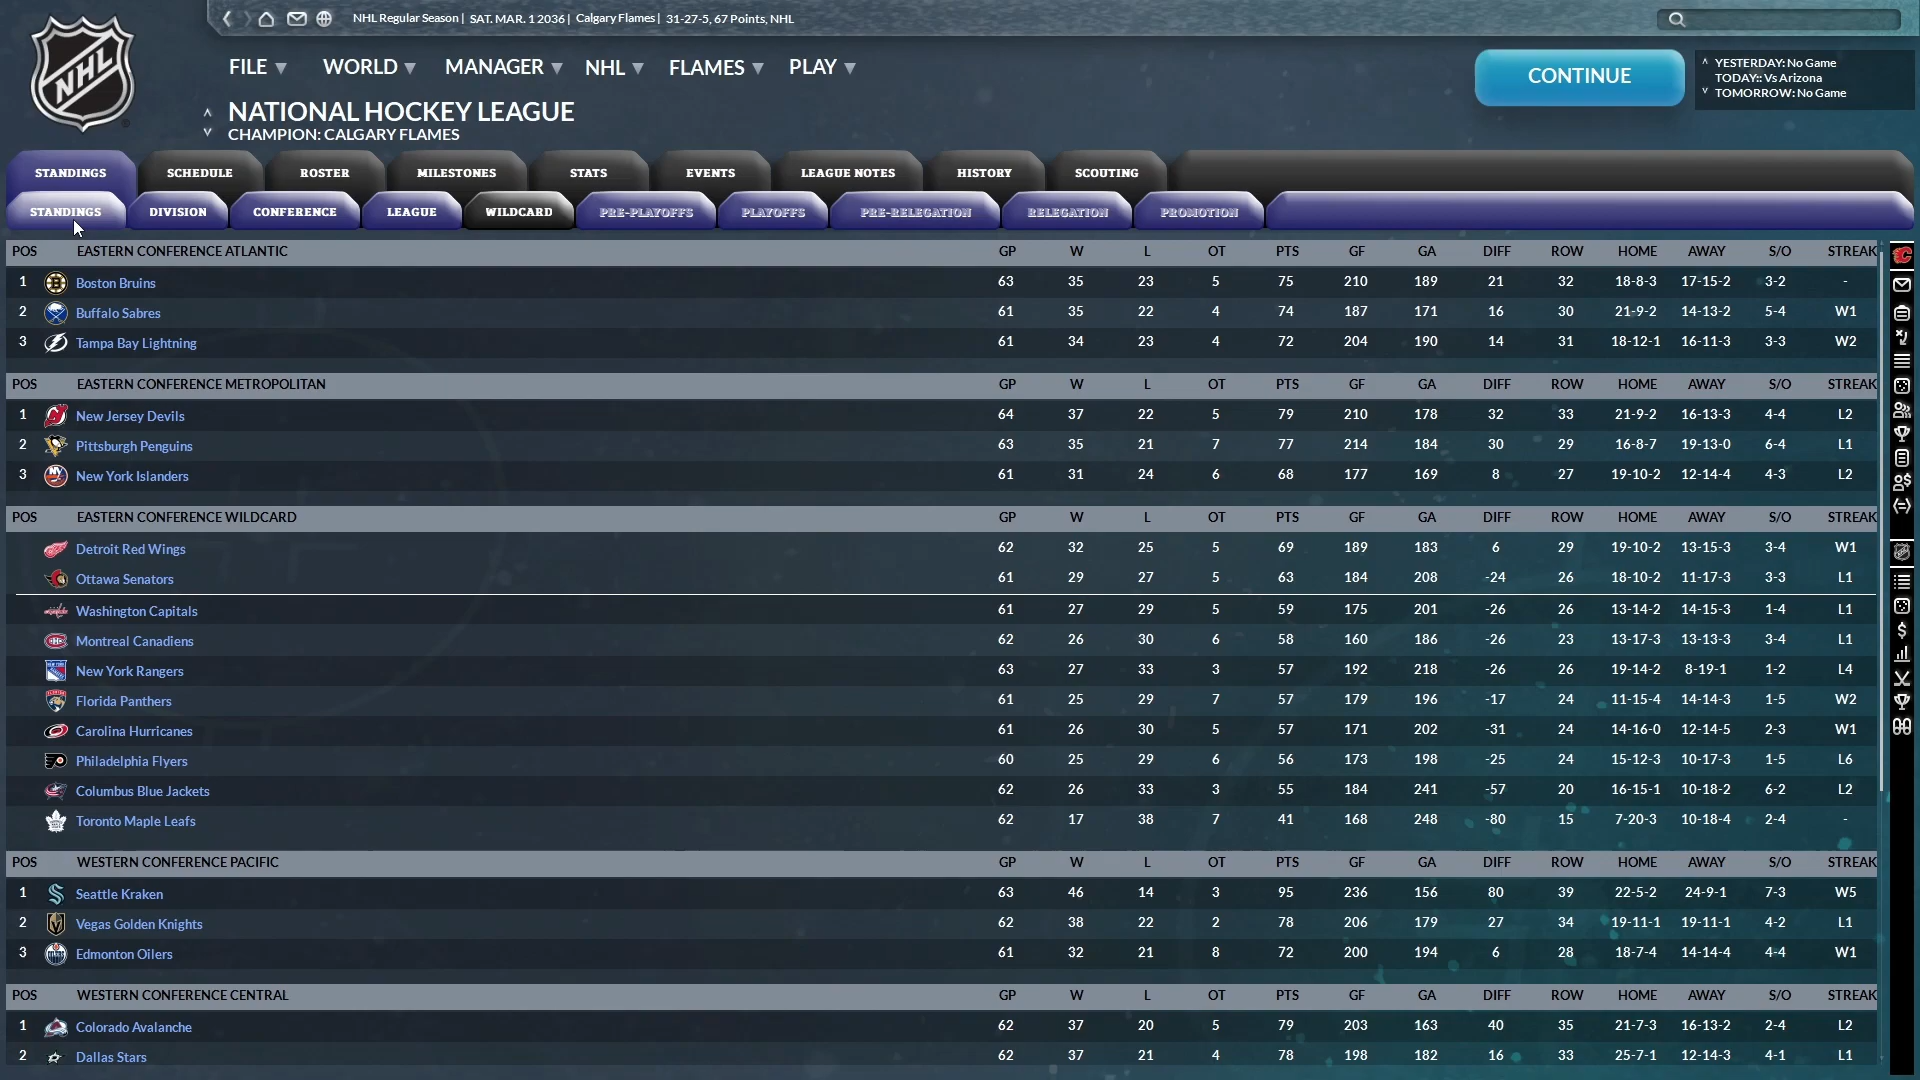 NHL Regular Season | SAT. MAR. 1 2036 | Calgary Flames | 31-27-5, 67 Points, NHL
FILE WORLD MANAGER NHL FLAMES PLAY
CONTINUE
YESTERDAY: No Game
TODAY:: Vs Arizona
TOMORROW: No Game
NHL
NATIONAL HOCKEY LEAGUE
CHAMPION: CALGARY FLAMES
STANDINGS SCHEDULE ROSTER MILESTONES STATS EVENTS LEAGUE NOTES HISTORY SCOUTING
STANDINGS DIVISION CONFERENCE LEAGUE WILDCARD PRE-PLAYOFFS PLAYOFFS PRE-RELEGATION RELEGATION PROMOTION
POS EASTERN CONFERENCE ATLANTIC GP W L OT PTS GF GA DIFF ROW HOME AWAY S/O STREAK
1 Boston Bruins 63 35 23 5 75 210 189 21 32 18-8-3 17-15-2 3-2 -
2 Buffalo Sabres 61 35 22 4 74 187 171 16 30 21-9-2 14-13-2 5-4 W1
3 Tampa Bay Lightning 61 34 23 4 72 204 190 14 31 18-12-1 16-11-3 3-3 W2
POS EASTERN CONFERENCE METROPOLITAN GP W L OT PTS GF GA DIFF ROW HOME AWAY S/O STREAK
1 New Jersey Devils 64 37 22 5 79 210 178 32 33 21-9-2 16-13-3 4-4 L2
2 Pittsburgh Penguins 63 35 21 7 77 214 184 30 29 16-8-7 19-13-0 6-4 L1
3 New York Islanders 61 31 24 6 68 177 169 8 27 19-10-2 12-14-4 4-3 L2
POS EASTERN CONFERENCE WILDCARD GP W L OT PTS GF GA DIFF ROW HOME AWAY S/O STREAK
Detroit Red Wings 62 32 25 5 69 189 183 6 29 19-10-2 13-15-3 3-4 W1
Ottawa Senators 61 29 27 5 63 184 208 -24 26 18-10-2 11-17-3 3-3 L1
Washington Capitals 61 27 29 5 59 175 201 -26 26 13-14-2 14-15-3 1-4 L1
Montreal Canadiens 62 26 30 6 58 160 186 -26 23 13-17-3 13-13-3 3-4 L1
New York Rangers 63 27 33 3 57 192 218 -26 26 19-14-2 8-19-1 1-2 L4
Florida Panthers 61 25 29 7 57 179 196 -17 24 11-15-4 14-14-3 1-5 W2
Carolina Hurricanes 61 26 30 5 57 171 202 -31 24 14-16-0 12-14-5 2-3 W1
Philadelphia Flyers 60 25 29 6 56 173 198 -25 24 15-12-3 10-17-3 1-5 L6
Columbus Blue Jackets 62 26 33 3 55 184 241 -57 20 16-15-1 10-18-2 6-2 L2
Toronto Maple Leafs 62 17 38 7 41 168 248 -80 15 7-20-3 10-18-4 2-4 -
POS WESTERN CONFERENCE PACIFIC GP W L OT PTS GF GA DIFF ROW HOME AWAY S/O STREAK
1 Seattle Kraken 63 46 14 3 95 236 156 80 39 22-5-2 24-9-1 7-3 W5
2 Vegas Golden Knights 62 38 22 2 78 206 179 27 34 19-11-1 19-11-1 4-2 L1
3 Edmonton Oilers 61 32 21 8 72 200 194 6 28 18-7-4 14-14-4 4-4 W1
POS WESTERN CONFERENCE CENTRAL GP W L OT PTS GF GA DIFF ROW HOME AWAY S/O STREAK
1 Colorado Avalanche 62 37 20 5 79 203 163 40 35 21-7-3 16-13-2 2-4 L2
2 Dallas Stars 62 37 21 4 78 198 182 16 33 25-7-1 12-14-3 4-1 L1